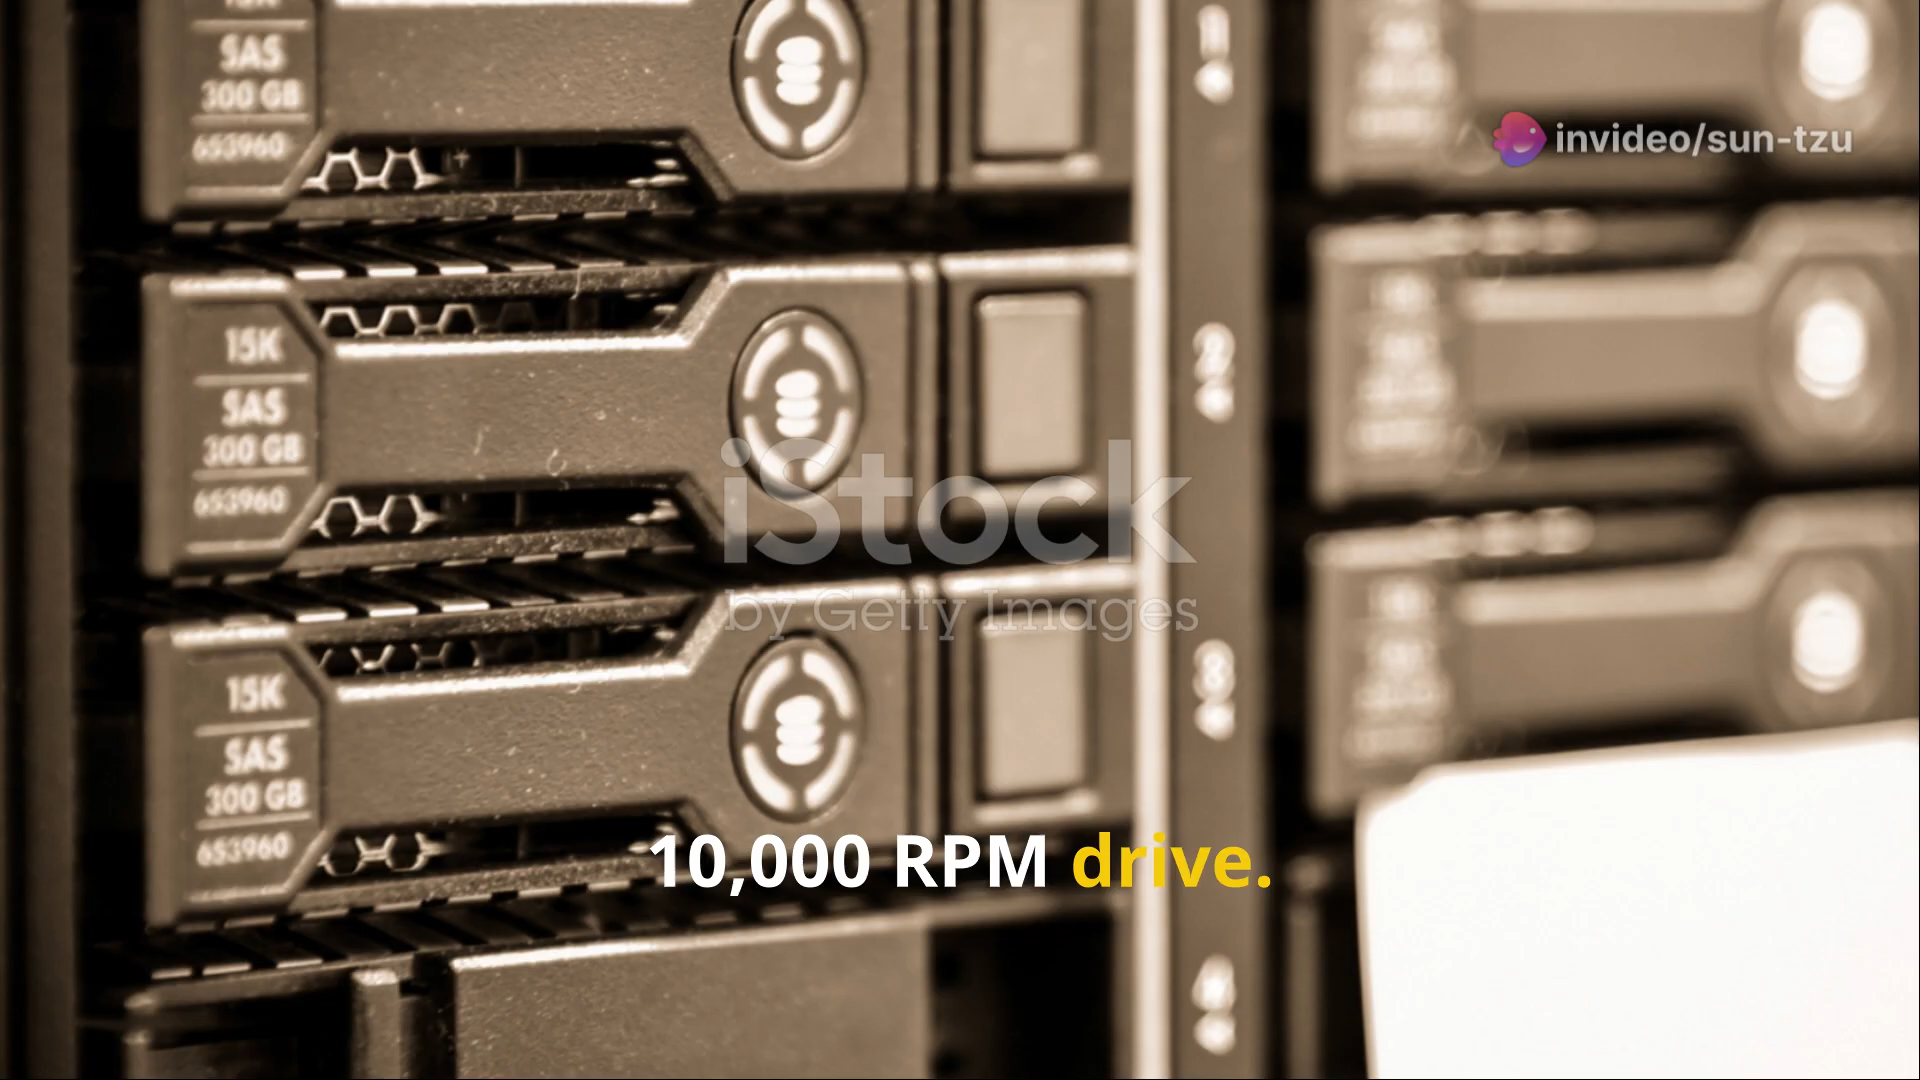 SAS
300 GB
653960
1
invideo/sun-tzu
15K
SAS
300 GB
653960
2
iStock
by Getty Images
15K
SAS
300 GB
653960
3
10,000 RPM drive.
4